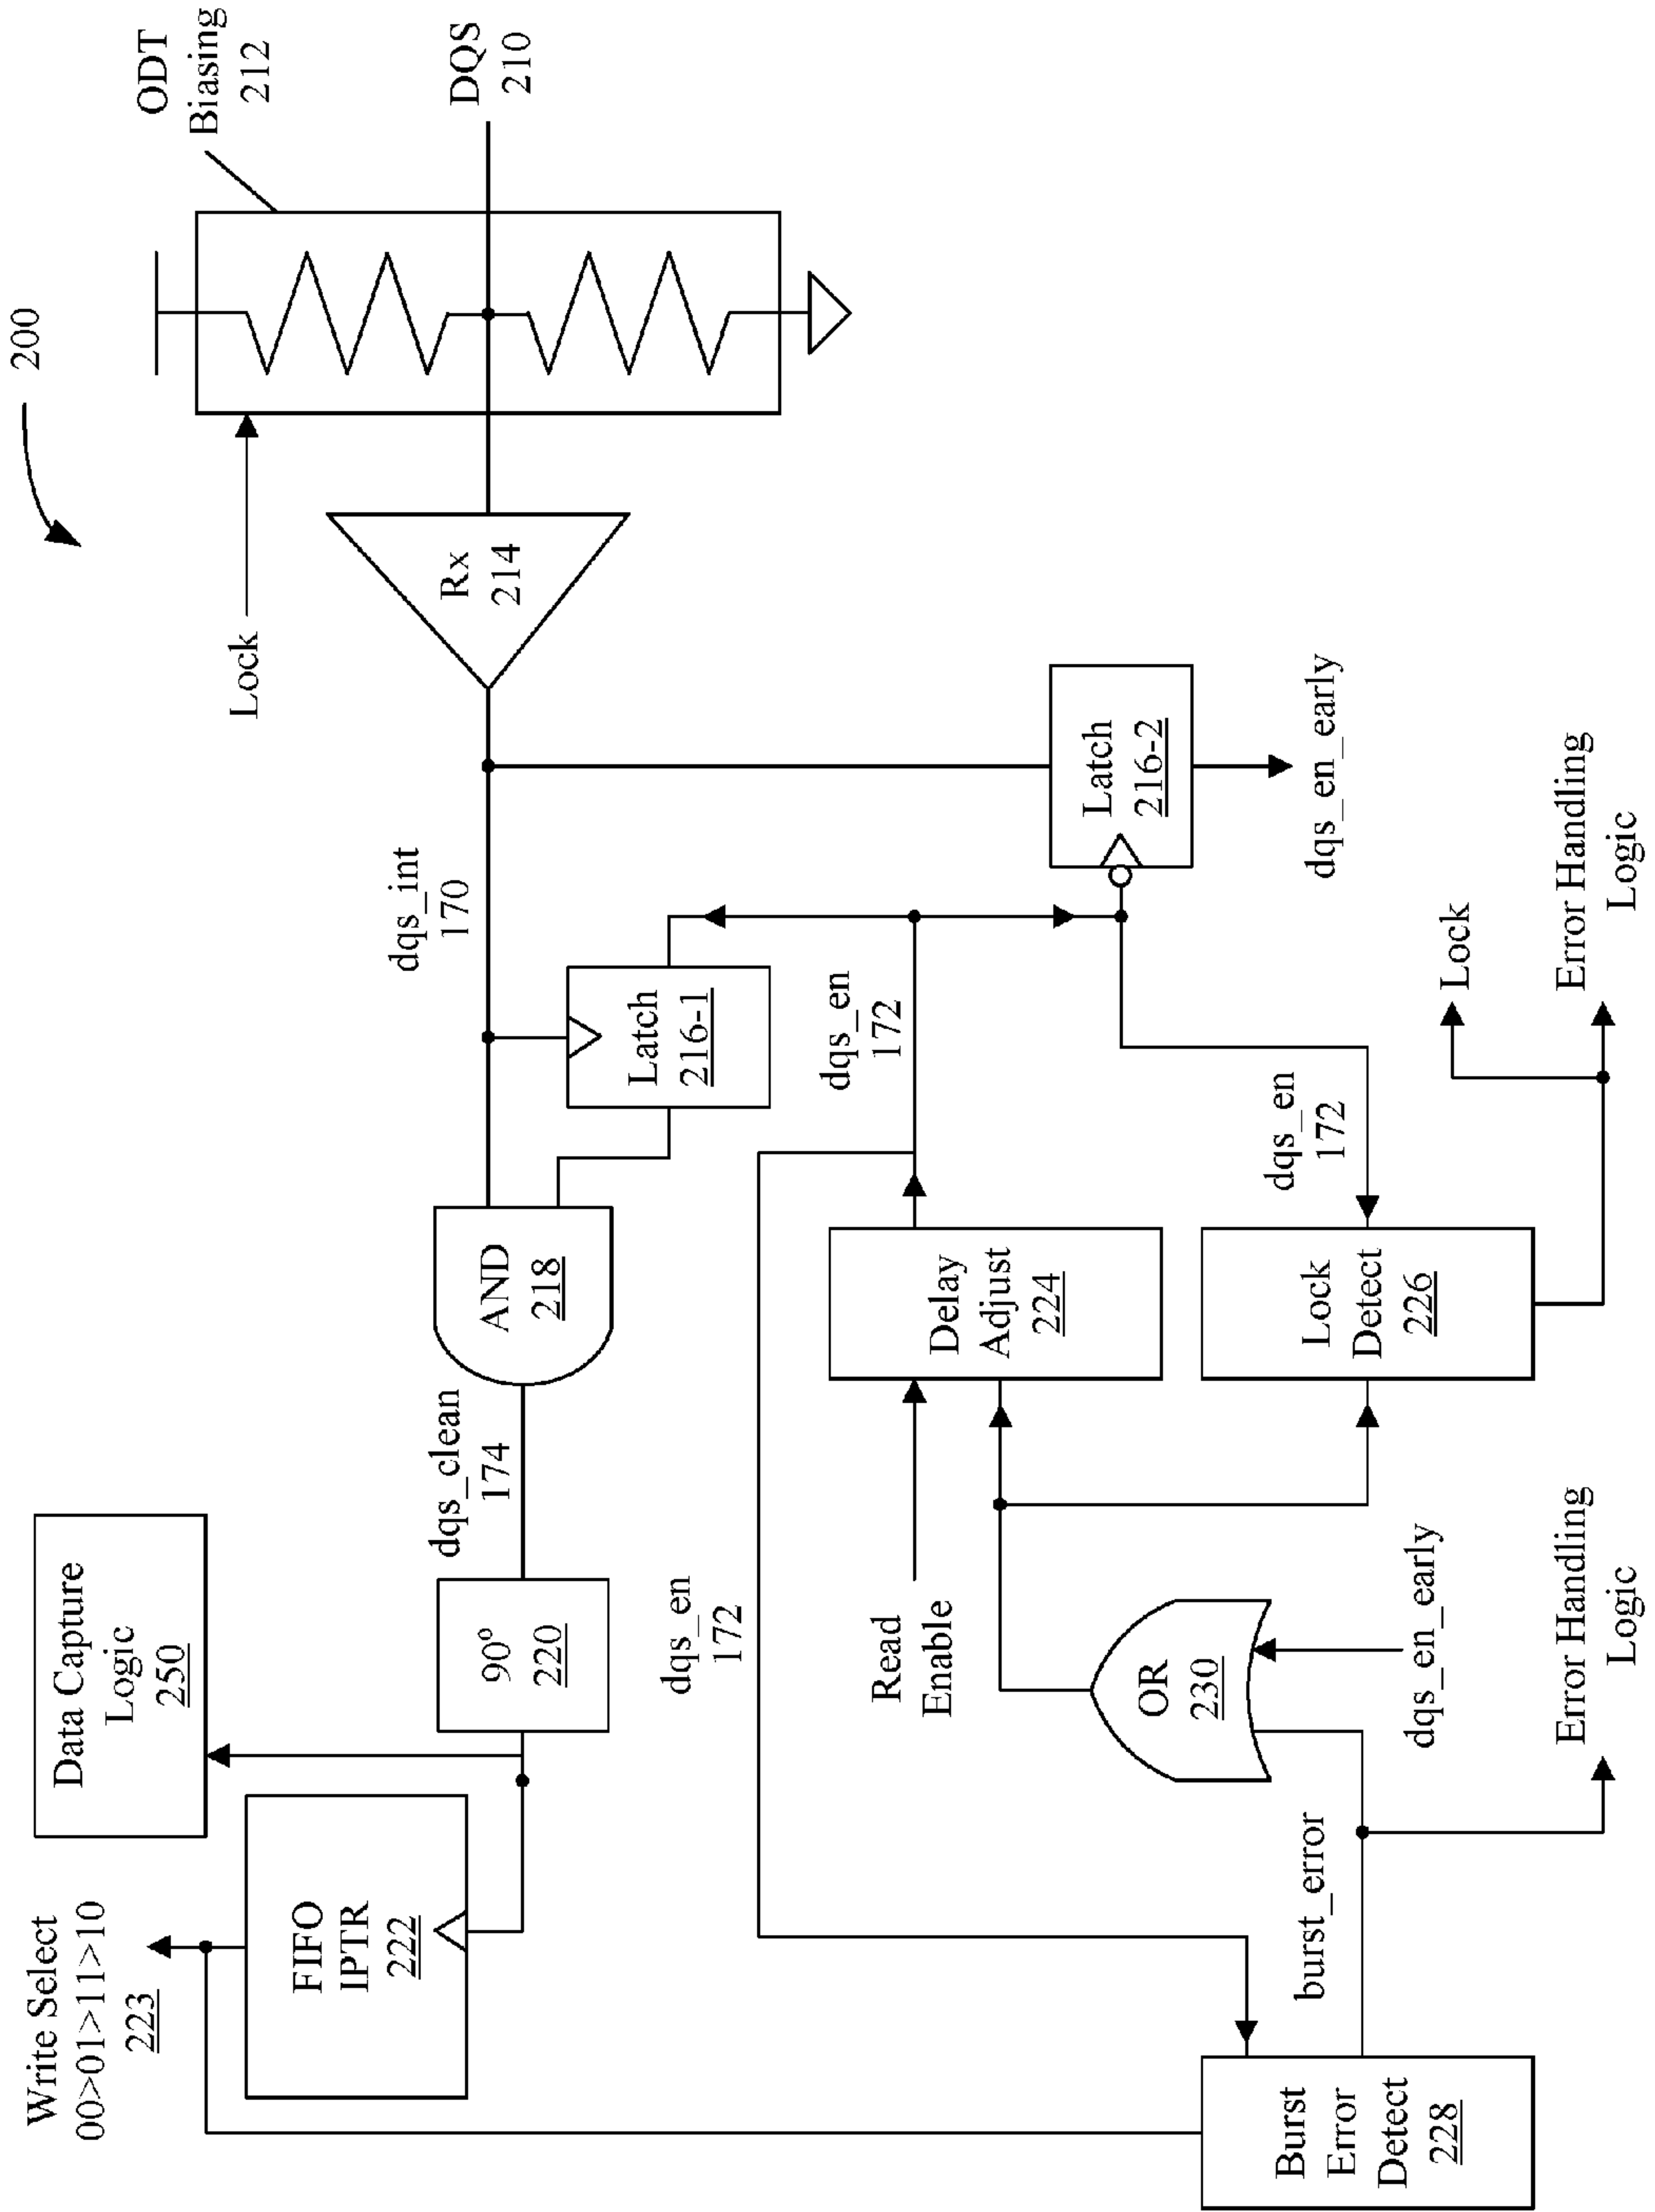 200
ODT
Biasing
212
DQS
210
Lock
Rx
214
dqs_int
170
Latch
216-1
Latch
216-2
dqs_en_early
AND
218
dqs_clean
174
90°
220
Data Capture
Logic
250
Write Select
00>01>11>10
223
FIFO
IPTR
222
dqs_en
172
dqs_en
172
dqs_en
172
Read
Enable
Delay
Adjust
224
Lock
Detect
226
Lock
Error Handling
Logic
OR
230
dqs_en_early
burst_error
Error Handling
Logic
Burst
Error
Detect
228